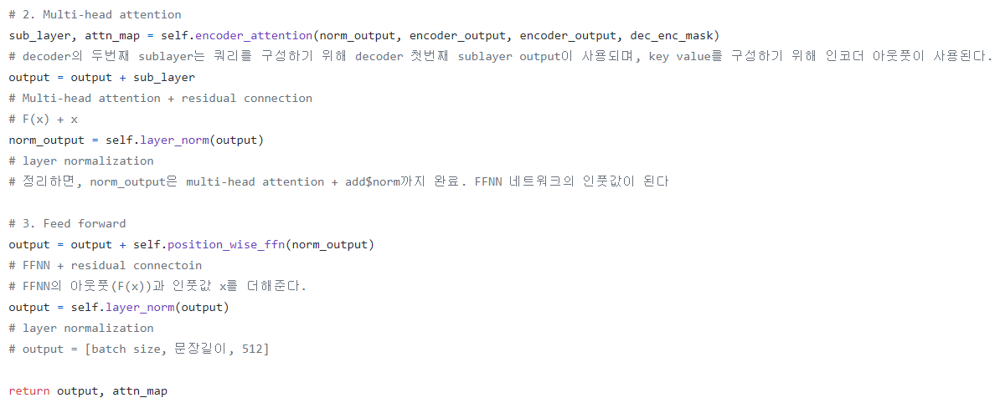 # 2. Multi-head attention
sub_layer, attn_map = self.encoder_attention(norm_output, encoder_output, encoder_output, dec_enc_mask)
# decoder의 두번째 sublayer는 쿼리를 구성하기 위해 decoder 첫번째 sublayer output이 사용되며, key value를 구성하기 위해 인코더 아웃풋이 사용된다.
output = output + sub_layer
# Multi-head attention + residual connection
# F(x) + x
norm_output = self.layer_norm(output)
# layer normalization
# 정리하면, norm_output은 multi-head attention + add$norm까지 완료. FFNN 네트워크의 인풋값이 된다
# 3. Feed forward
output = output + self.position_wise_ffn(norm_output)
# FFNN + residual connectoin
# FFNN의 아웃풋(F(x))과 인풋값 x를 더해준다.
output = self.layer_norm(output)
# layer normalization
# output = [batch size, 문장길이, 512]
return output, attn_map